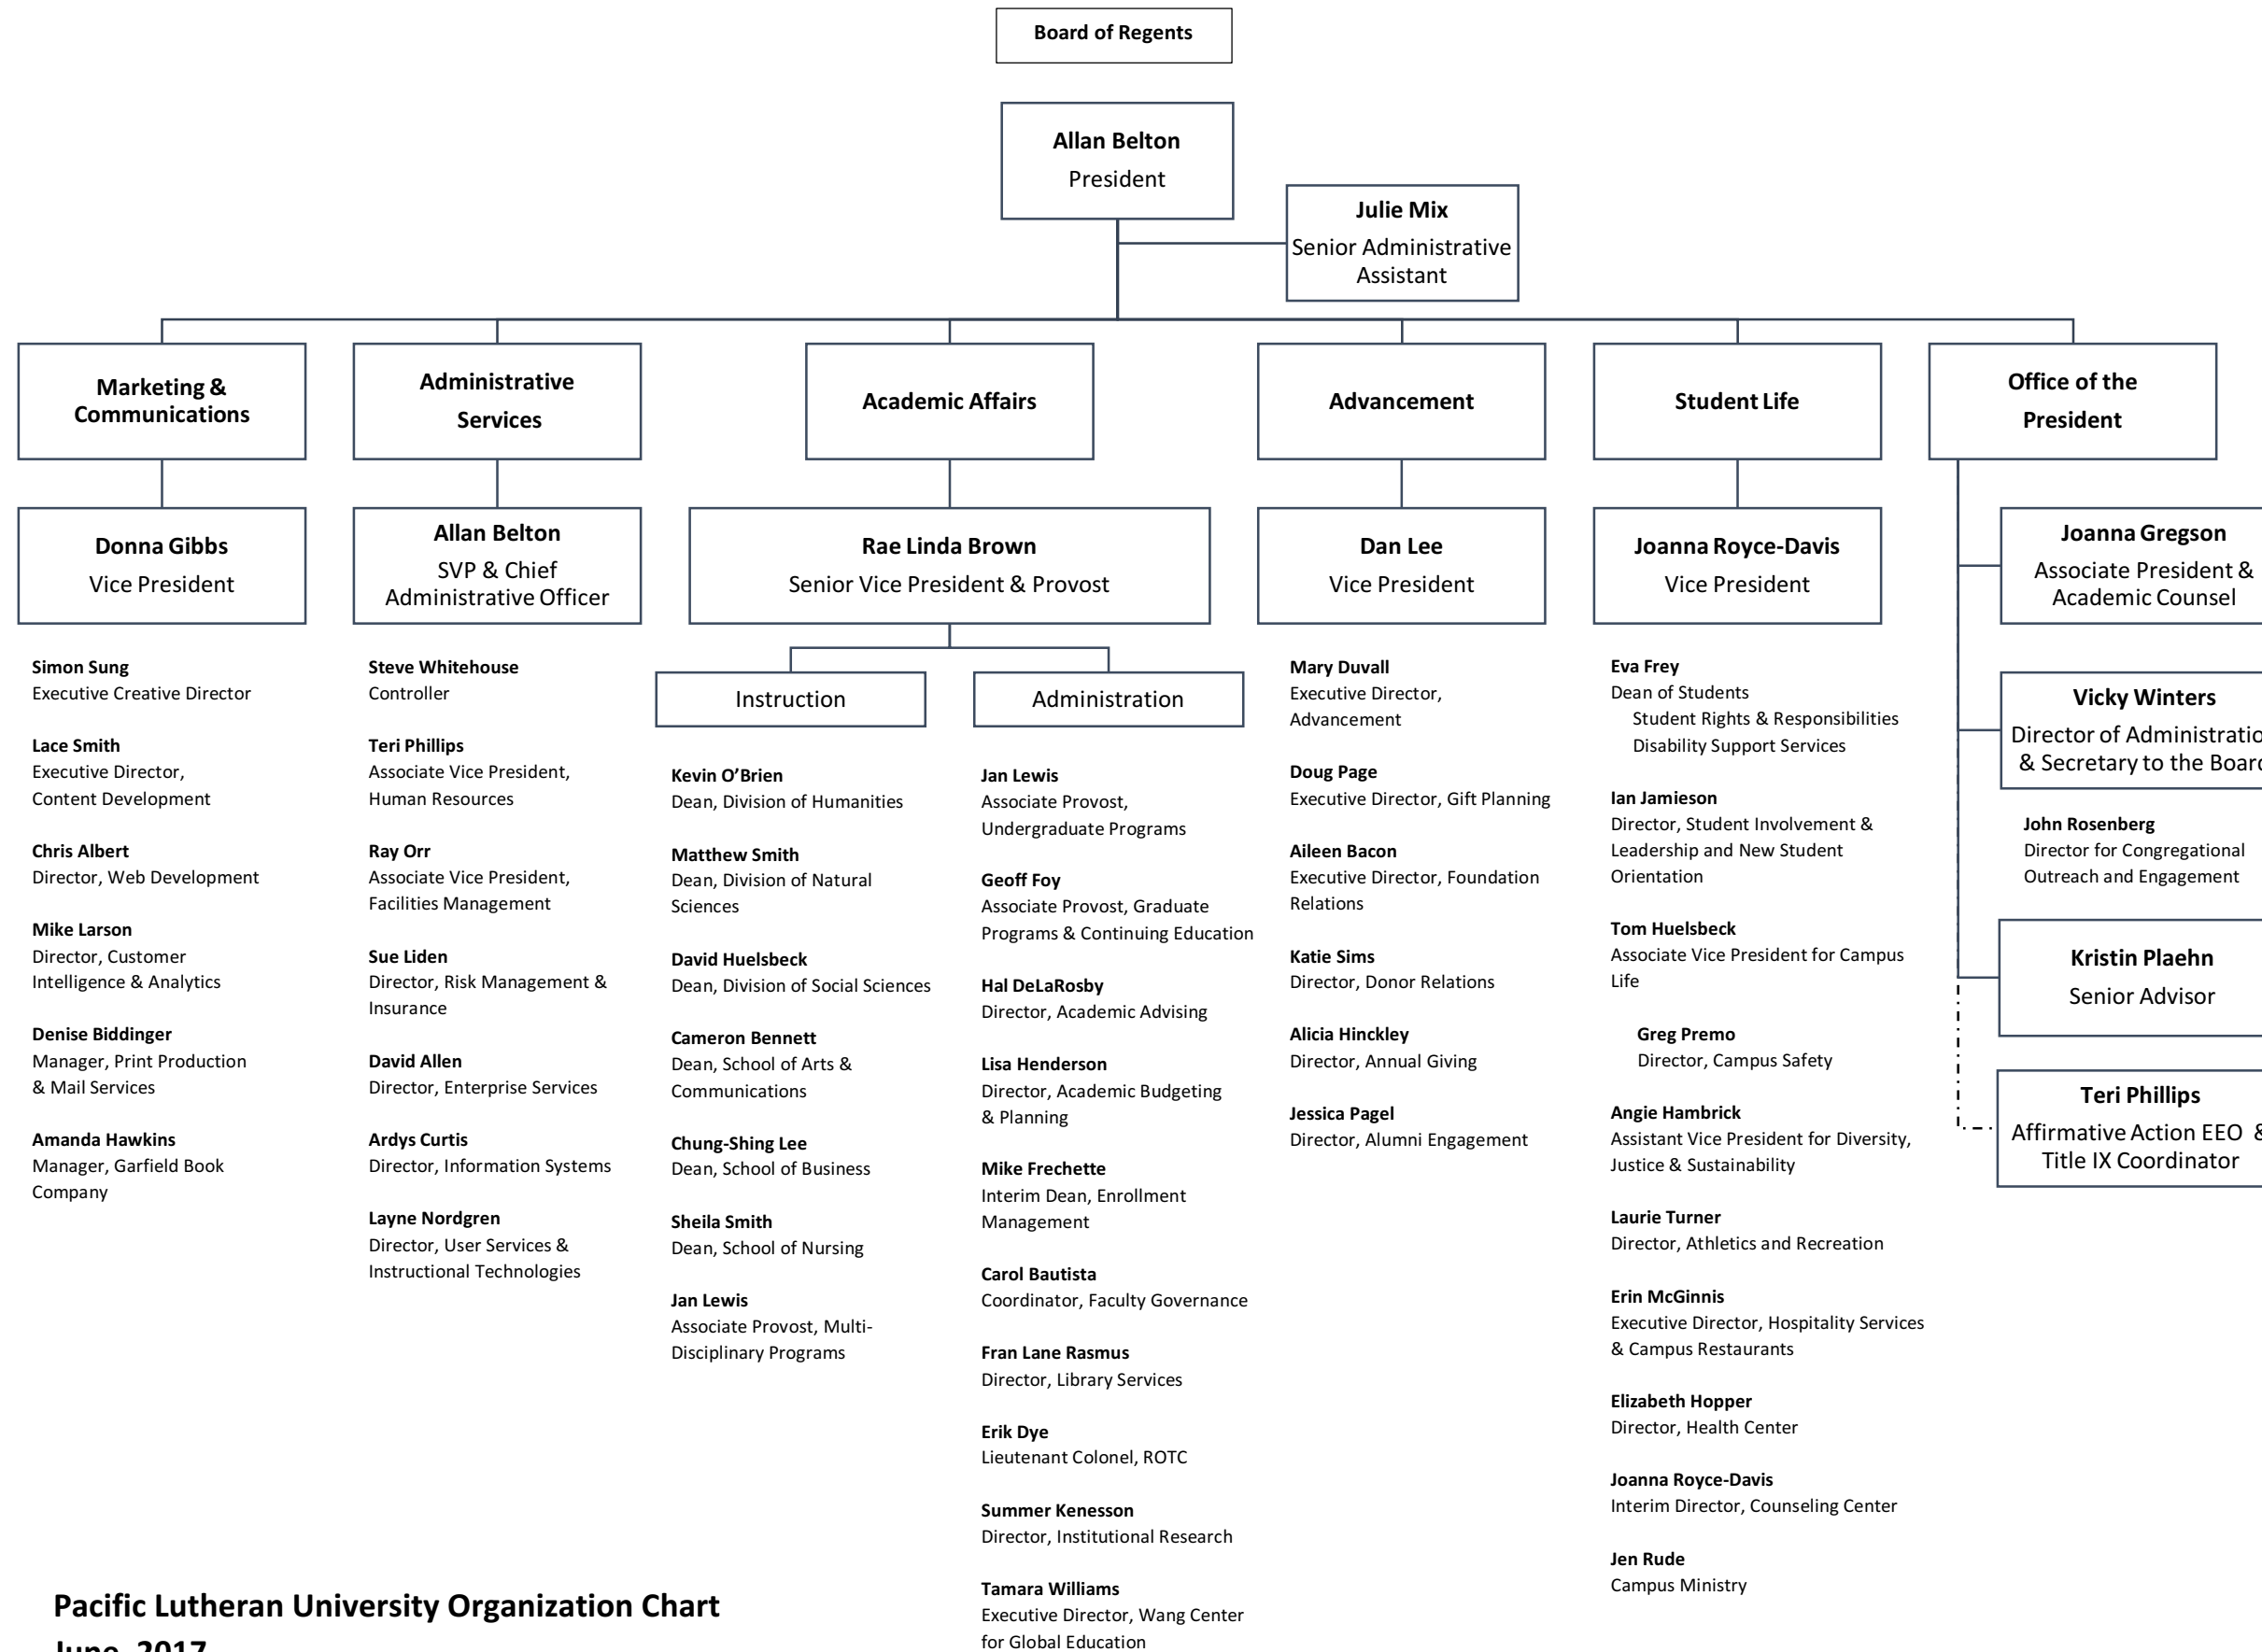 Board of Regents
Allan Belton
President
Julie Mix
Senior Administrative
Assistant
Marketing &
Communications
Administrative
Services
Academic Affairs
Advancement
Student Life
Office of the
President
Donna Gibbs
Vice President
Allan Belton
SVP & Chief
Administrative Officer
Rae Linda Brown
Senior Vice President & Provost
Dan Lee
Vice President
Joanna Royce-Davis
Vice President
Joanna Gregson
Associate President &
Academic Counsel
Simon Sung
Executive Creative Director
Lace Smith
Executive Director,
Content Development
Chris Albert
Director, Web Development
Mike Larson
Director, Customer
Intelligence & Analytics
Denise Biddinger
Manager, Print Production
& Mail Services
Amanda Hawkins
Manager, Garfield Book
Company
Steve Whitehouse
Controller
Teri Phillips
Associate Vice President,
Human Resources
Ray Orr
Associate Vice President,
Facilities Management
Sue Liden
Director, Risk Management &
Insurance
David Allen
Director, Enterprise Services
Ardys Curtis
Director, Information Systems
Layne Nordgren
Director, User Services &
Instructional Technologies
Instruction
Kevin O’Brien
Dean, Division of Humanities
Matthew Smith
Dean, Division of Natural
Sciences
David Huelsbeck
Dean, Division of Social Sciences
Cameron Bennett
Dean, School of Arts &
Communications
Chung-Shing Lee
Dean, School of Business
Sheila Smith
Dean, School of Nursing
Jan Lewis
Associate Provost, Multi-
Disciplinary Programs
Administration
Jan Lewis
Associate Provost,
Undergraduate Programs
Geoff Foy
Associate Provost, Graduate
Programs & Continuing Education
Hal DeLaRosby
Director, Academic Advising
Lisa Henderson
Director, Academic Budgeting
& Planning
Mike Frechette
Interim Dean, Enrollment
Management
Carol Bautista
Coordinator, Faculty Governance
Fran Lane Rasmus
Director, Library Services
Erik Dye
Lieutenant Colonel, ROTC
Summer Kenesson
Director, Institutional Research
Tamara Williams
Executive Director, Wang Center
for Global Education
Mary Duvall
Executive Director,
Advancement
Doug Page
Executive Director, Gift Planning
Aileen Bacon
Executive Director, Foundation
Relations
Katie Sims
Director, Donor Relations
Alicia Hinckley
Director, Annual Giving
Jessica Pagel
Director, Alumni Engagement
Eva Frey
Dean of Students
Student Rights & Responsibilities
Disability Support Services
Ian Jamieson
Director, Student Involvement &
Leadership and New Student
Orientation
Tom Huelsbeck
Associate Vice President for Campus
Life
Greg Premo
Director, Campus Safety
Angie Hambrick
Assistant Vice President for Diversity,
Justice & Sustainability
Laurie Turner
Director, Athletics and Recreation
Erin McGinnis
Executive Director, Hospitality Services
& Campus Restaurants
Elizabeth Hopper
Director, Health Center
Joanna Royce-Davis
Interim Director, Counseling Center
Jen Rude
Campus Ministry
Vicky Winters
Director of Administratio
& Secretary to the Board
John Rosenberg
Director for Congregational
Outreach and Engagement
Kristin Plaehn
Senior Advisor
Teri Phillips
Affirmative Action EEO &
Title IX Coordinator
Pacific Lutheran University Organization Chart
June, 2017